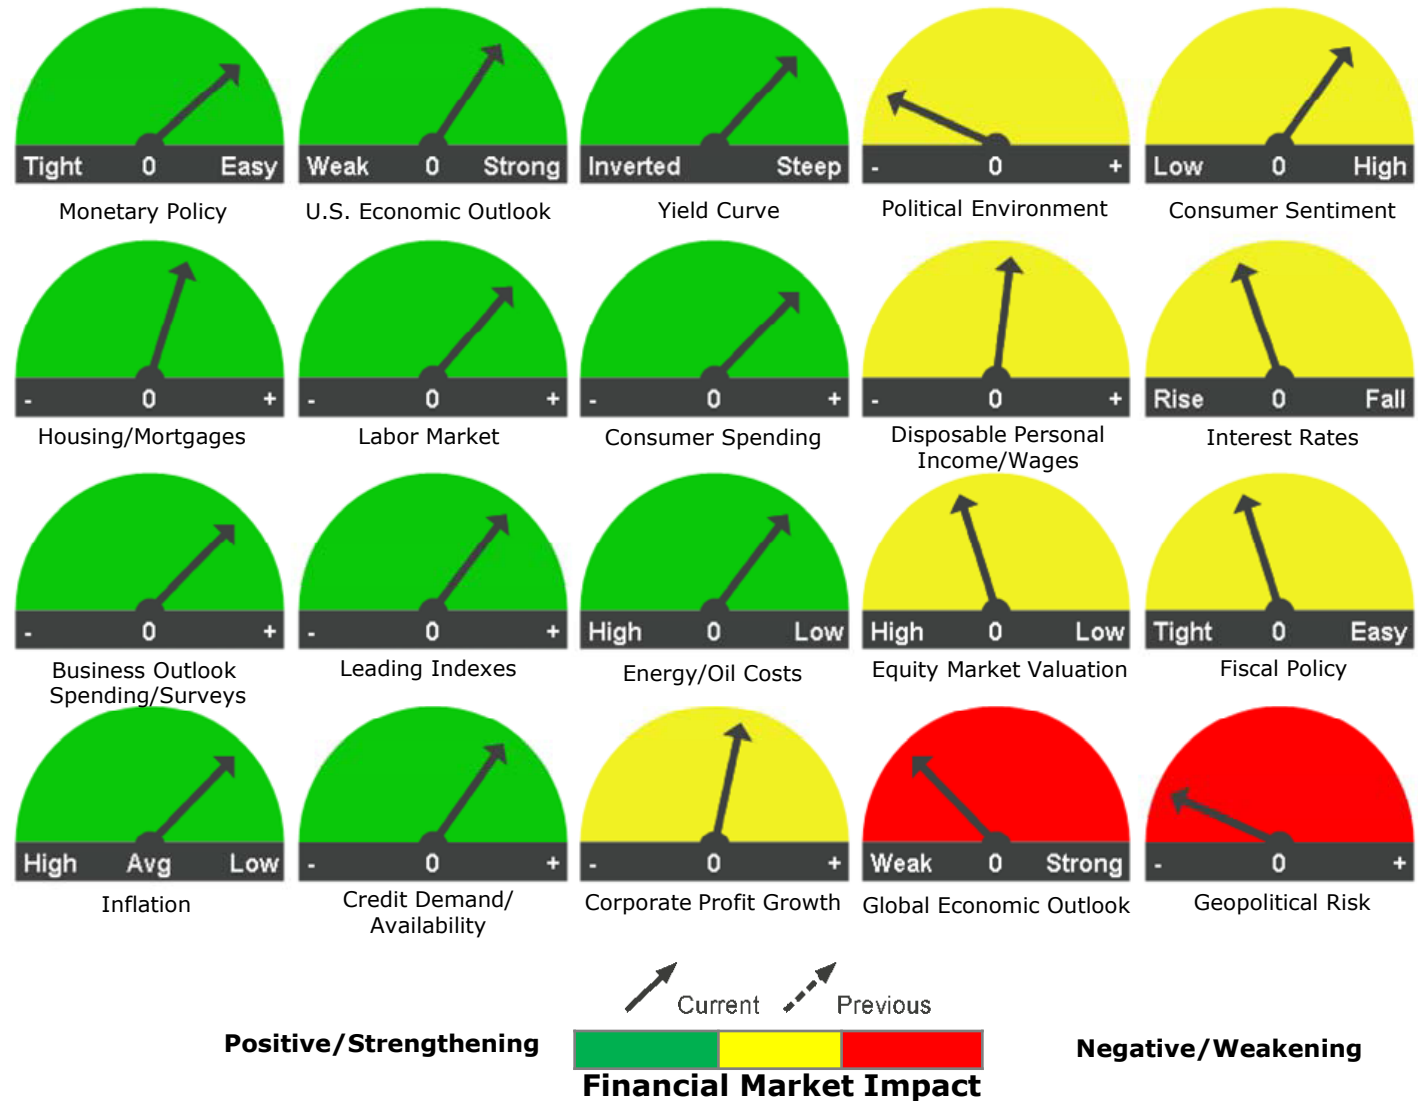 Tight 0 Easy
Weak 0 Strong
Inverted Steep
- 0 +
Low 0 High
Monetary Policy
U.S. Economic Outlook
Yield Curve
Political Environment
Consumer Sentiment
- 0 +
- 0 +
- 0 +
- 0 +
Rise 0 Fall
Housing/Mortgages
Labor Market
Consumer Spending
Disposable Personal
Income/Wages
Interest Rates
- 0 +
- 0 +
High 0 Low
High 0 Low
Tight 0 Easy
Business Outlook
Spending/Surveys
Leading Indexes
Energy/Oil Costs
Equity Market Valuation
Fiscal Policy
High Avg Low
- 0 +
- 0 +
Weak 0 Strong
- 0 +
Inflation
Credit Demand/
Availability
Corporate Profit Growth
Global Economic Outlook
Geopolitical Risk
Current
Previous
Positive/Strengthening
Negative/Weakening
Financial Market Impact